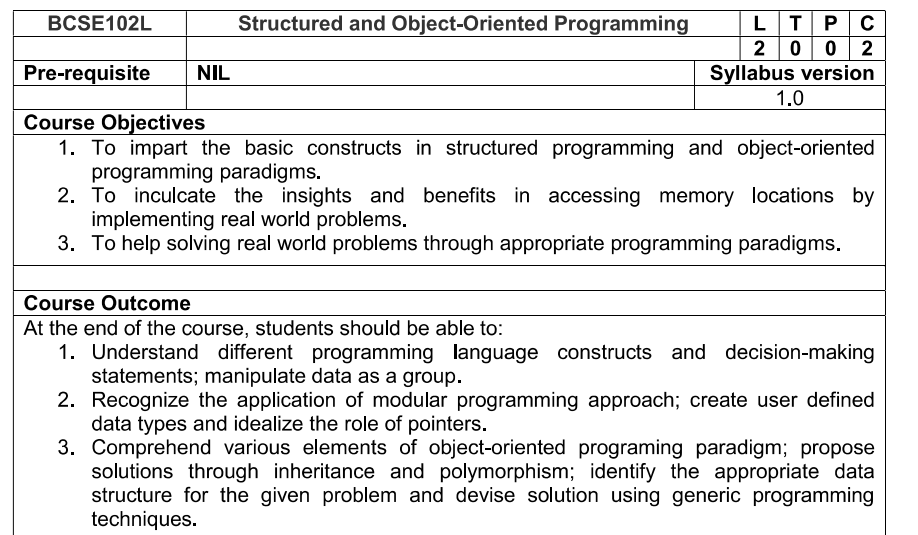 BCSE102L Structured and Object-Oriented Programming L T P C
2 0 0 2
Pre-requisite NIL Syllabus version
1.0
Course Objectives
1. To impart the basic constructs in structured programming and object-oriented
programming paradigms.
2. To inculcate the insights and benefits in accessing memory locations by
implementing real world problems.
3. To help solving real world problems through appropriate programming paradigms.
Course Outcome
At the end of the course, students should be able to:
1. Understand different programming language constructs and decision-making
statements; manipulate data as a group.
2. Recognize the application of modular programming approach; create user defined
data types and idealize the role of pointers.
3. Comprehend various elements of object-oriented programing paradigm; propose
solutions through inheritance and polymorphism; identify the appropriate data
structure for the given problem and devise solution using generic programming
techniques.